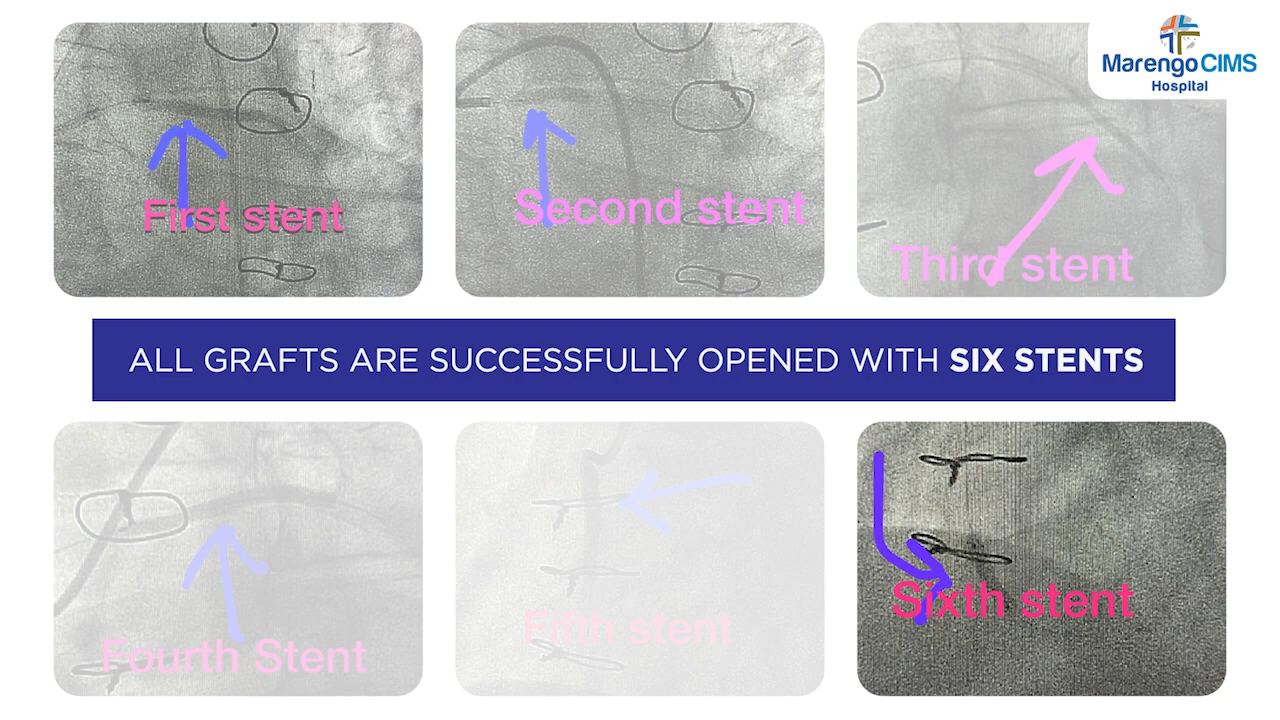 Marengo CIMS
Hospital
First stent
Second stent
Third stent
ALL GRAFTS ARE SUCCESSFULLY OPENED WITH SIX STENTS
Fourth Stent
Fifth stent
Sixth stent